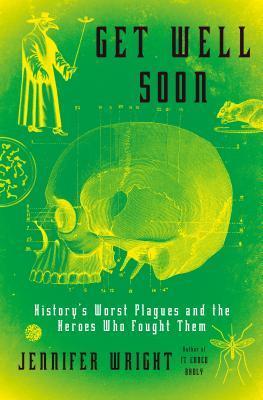 GET WELL
SOON
History's Worst Plagues and the
Heroes Who Fought Them
JENNIFER WRIGHT
Author of
IT ENDED
BADLY